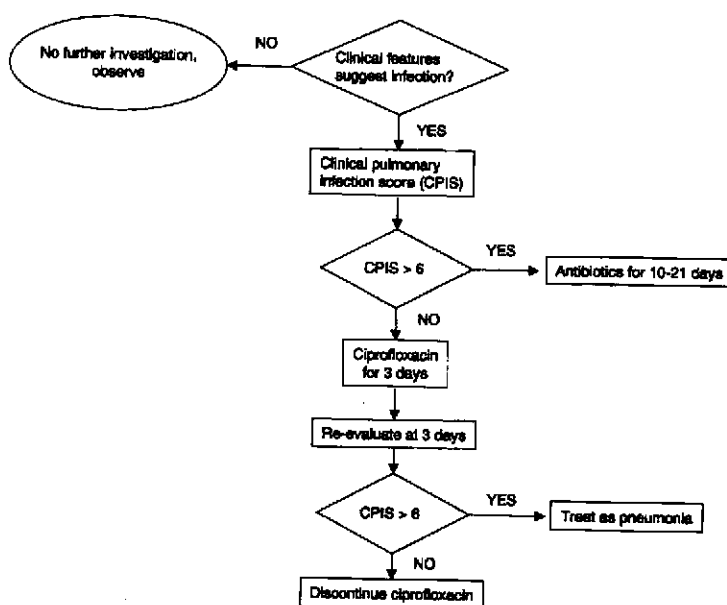 NO
No further investigation,
observe
Clinical features
suggest infection?
YES
Clinical pulmonary
infection score (CPIS)
CPIS > 6
YES
Antibiotics for 10-21 days
NO
Ciprofloxacin
for 3 days
Re-evaluate at 3 days
CPIS > 6
YES
Treat as pneumonia
NO
Discontinue ciprofloxacin